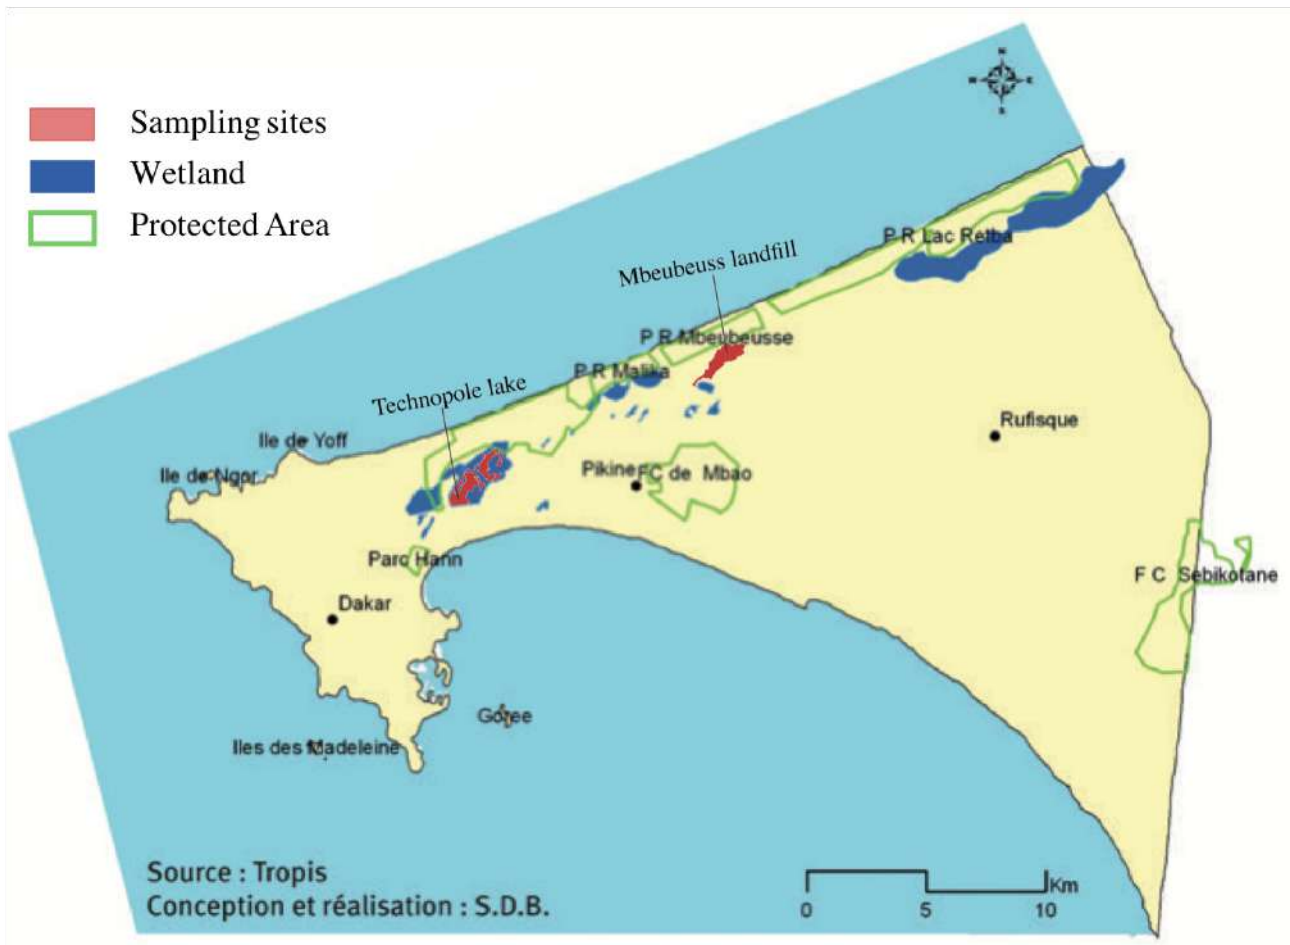 N
W E
S
Sampling sites
Wetland
Protected Area
P R Lac Retba
Mbeubeuss landfill
P R Mbeubeusse
P R Malika
Technopole lake
Rufisque
Ile de Yoff
Ile de Ngor
Pikine
FC de Mbao
Parc Hann
F C Sebikotane
Dakar
Goree
Iles des Madeleine
Source : Tropis
Conception et réalisation : S.D.B.
Km
0 5 10